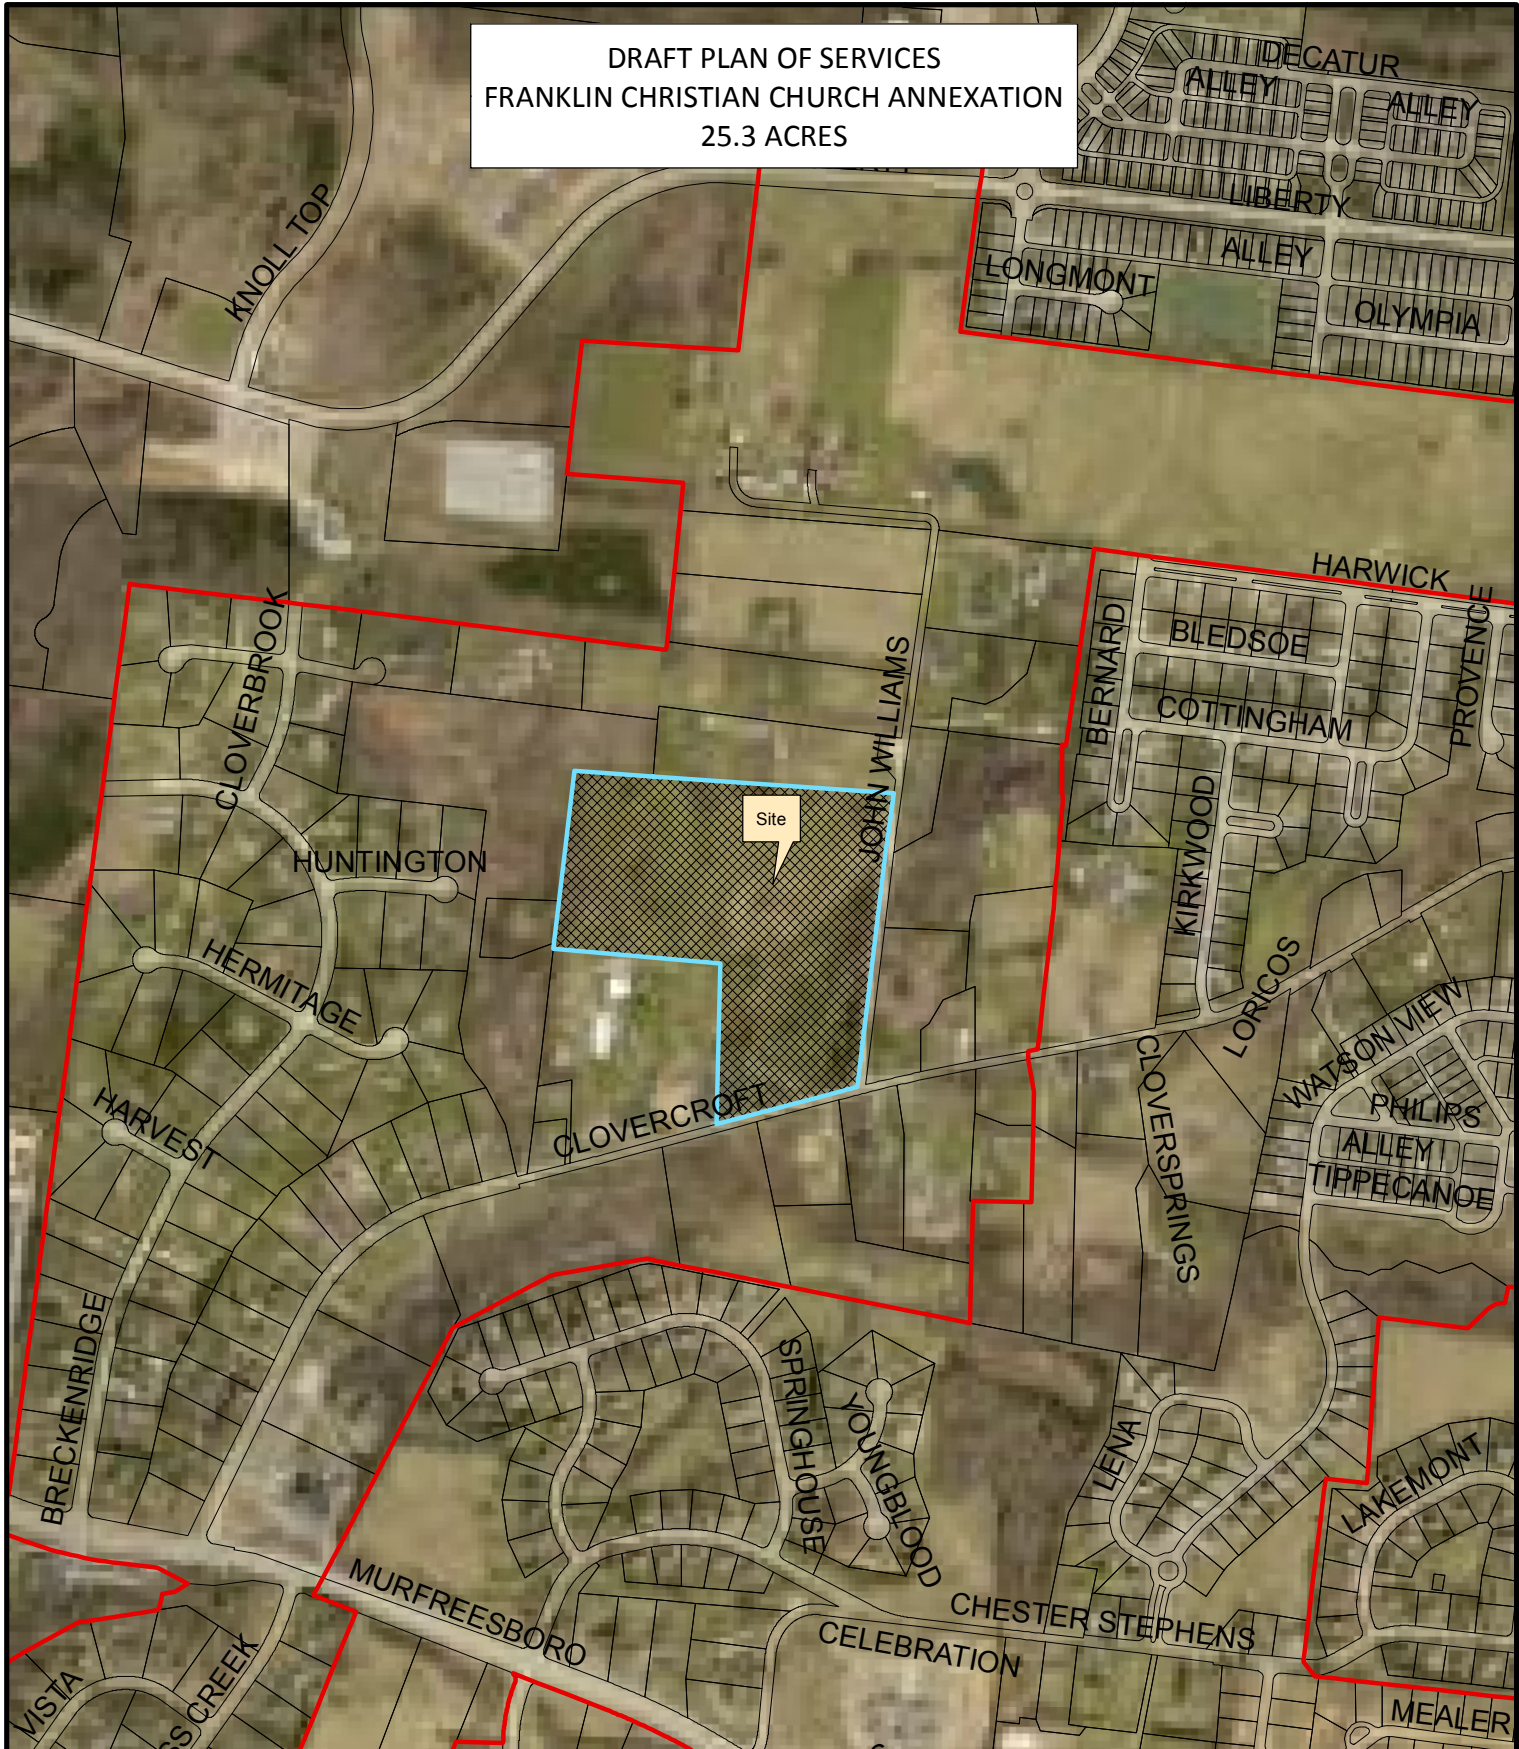 DRAFT PLAN OF SERVICES
FRANKLIN CHRISTIAN CHURCH ANNEXATION
25.3 ACRES
DECATUR
ALLEY
ALLEY
LIBERTY
ALLEY
KNOLL TOP
LONGMONT
OLYMPIA
HARWICK
PROVENCE
BERNARD
BLEDSOE
COTTINGHAM
CLOVERBROOK
JOHN WILLIAMS
Site
KIRKWOOD
HUNTINGTON
HERMITAGE
LORICOS
WATSON VIEW
HARVEST
CLOVERCROFT
CLOVERSPRINGS
PHILIPS
ALLEY
TIPPECANOE
BRECKENRIDGE
SPRINGHOUSE
YOUNGBLOOD
LENA
LAKEMONT
MURFREESBORO
CHESTER STEPHENS
CELEBRATION
VISTA
SS CREEK
MEALER